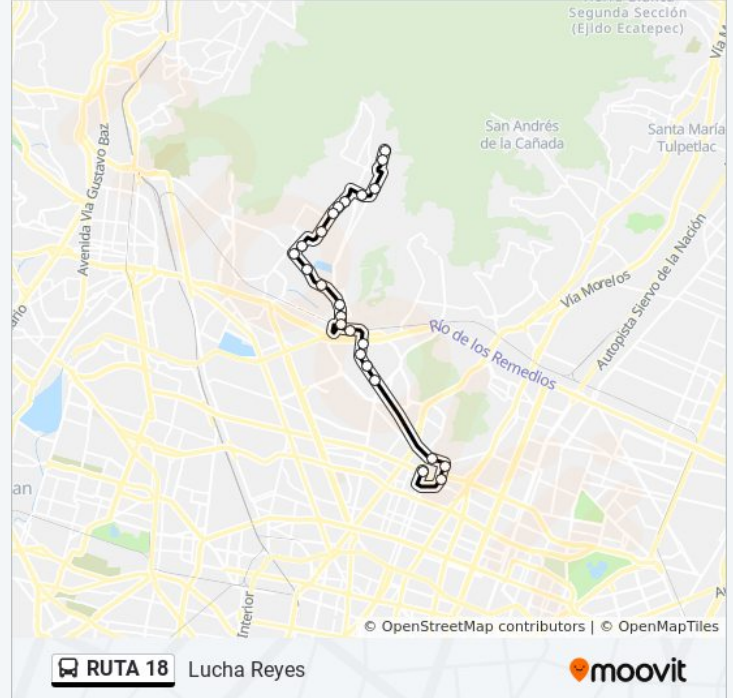 Segunda Sección
(Ejido Ecatepec)
Vía M
San Andrés
de la Cañada
Santa María
Tulpetlac
Avenida Vía Gustavo Baz
Autopista Siervo de la Nación
Vía Morelos
Río de los Remedios
Interior
© OpenStreetMap contributors | © OpenMapTiles
RUTA 18
Lucha Reyes
moovit